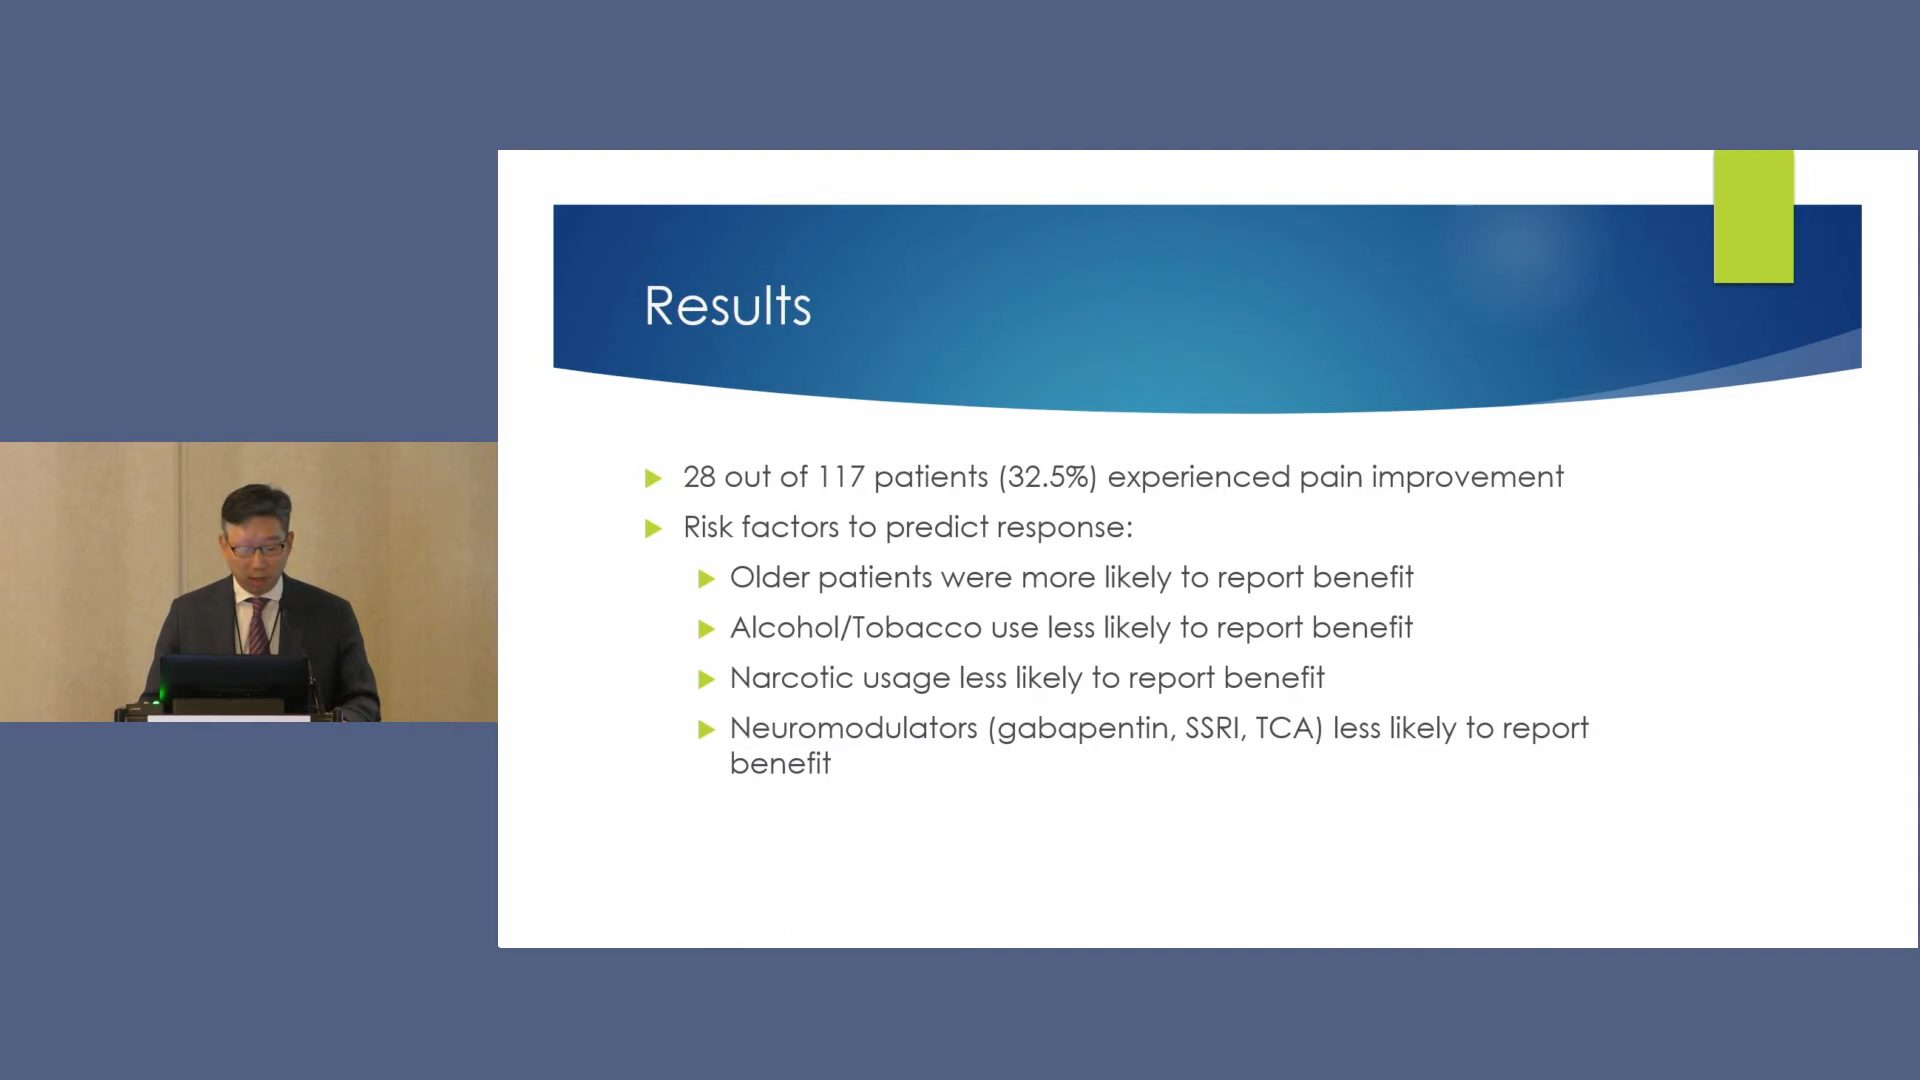 Results
28 out of 117 patients (32.5%) experienced pain improvement
Risk factors to predict response:
Older patients were more likely to report benefit
Alcohol/Tobacco use less likely to report benefit
Narcotic usage less likely to report benefit
Neuromodulators (gabapentin, SSRI, TCA) less likely to report
benefit